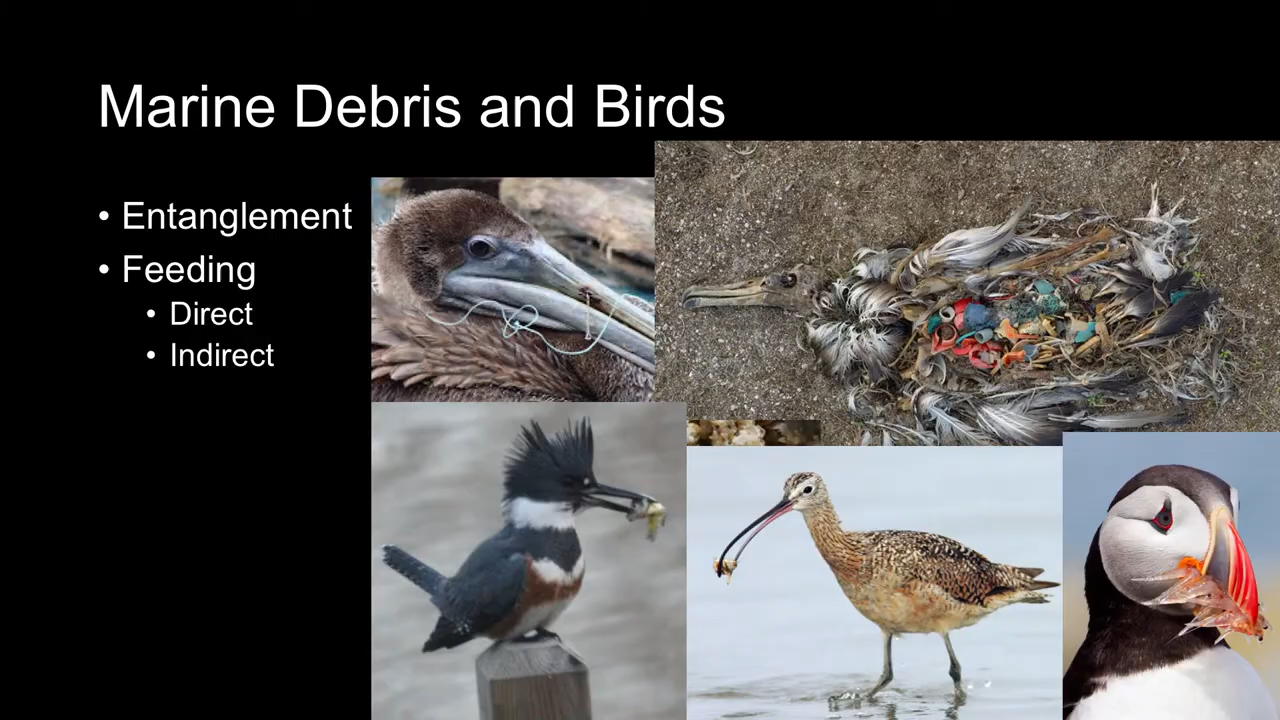 Marine Debris and Birds
• Entanglement
• Feeding
• Direct
• Indirect